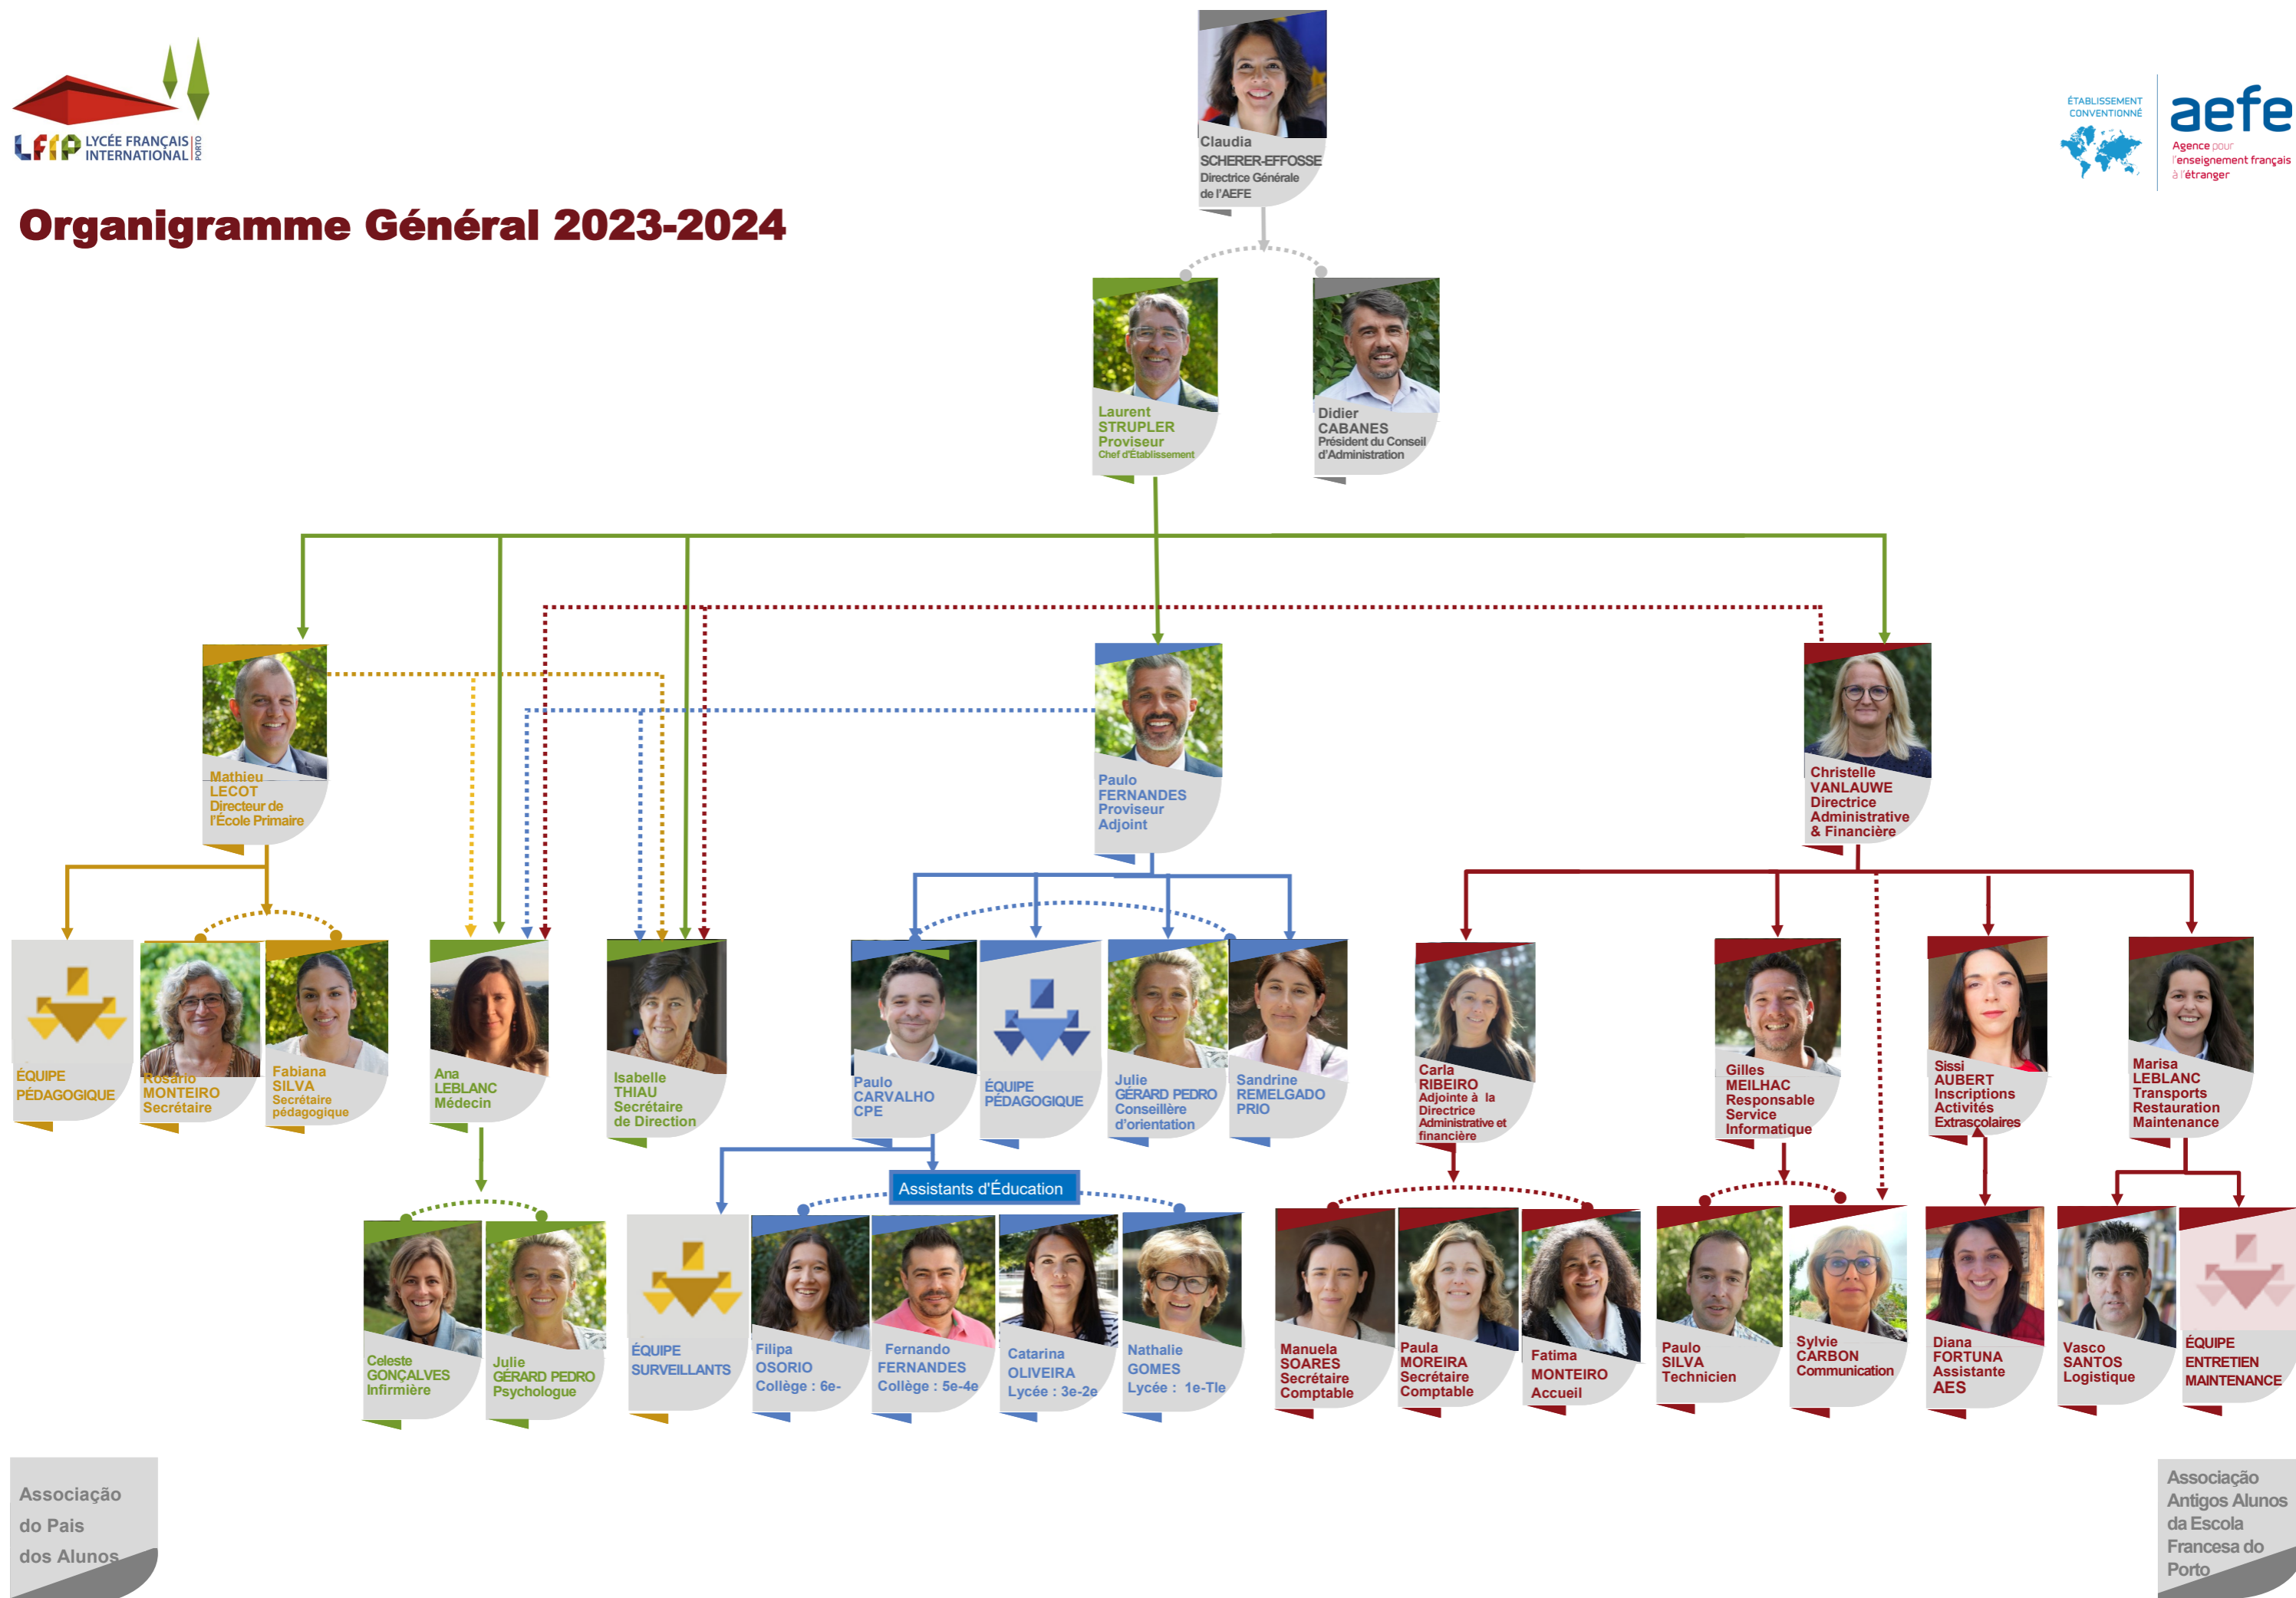 LFIP LYCÉE FRANÇAIS
INTERNATIONAL PORTO
Organigramme Général 2023-2024
ÉTABLISSEMENT
CONVENTIONNÉ
aefe
Agence pour
l'enseignement français
à l'étranger
Claudia
SCHERER-EFFOSSE
Directrice Générale
de l'AEFE
Laurent
STRUPLER
Proviseur
Chef d'Établissement
Didier
CABANES
Président du Conseil
d'Administration
Mathieu
LECOT
Directeur de
l'École Primaire
Paulo
FERNANDES
Proviseur
Adjoint
Christelle
VANLAUWE
Directrice
Administrative
& Financière
ÉQUIPE
PÉDAGOGIQUE
Rosario
MONTEIRO
Secrétaire
Fabiana
SILVA
Secrétaire
pédagogique
Ana
LEBLANC
Médecin
Isabelle
THIAU
Secrétaire
de Direction
Paulo
CARVALHO
CPE
ÉQUIPE
PÉDAGOGIQUE
Julie
GÉRARD PEDRO
Conseillère
d'orientation
Sandrine
REMELGADO
PRIO
Carla
RIBEIRO
Adjointe à la
Directrice
Administrative et
financière
Gilles
MEILHAC
Responsable
Service
Informatique
Sissi
AUBERT
Inscriptions
Activités
Extrascolaires
Marisa
LEBLANC
Transports
Restauration
Maintenance
Assistants d'Éducation
Celeste
GONÇALVES
Infirmière
Julie
GÉRARD PEDRO
Psychologue
ÉQUIPE
SURVEILLANTS
Filipa
OSORIO
Collège : 6e-
Fernando
FERNANDES
Collège : 5e-4e
Catarina
OLIVEIRA
Lycée : 3e-2e
Nathalie
GOMES
Lycée : 1e-Tle
Manuela
SOARES
Secrétaire
Comptable
Paula
MOREIRA
Secrétaire
Comptable
Fatima
MONTEIRO
Accueil
Paulo
SILVA
Technicien
Sylvie
CARBON
Communication
Diana
FORTUNA
Assistante
AES
Vasco
SANTOS
Logistique
ÉQUIPE
ENTRETIEN
MAINTENANCE
Associação
do Pais
dos Alunos
Associação
Antigos Alunos
da Escola
Francesa do
Porto